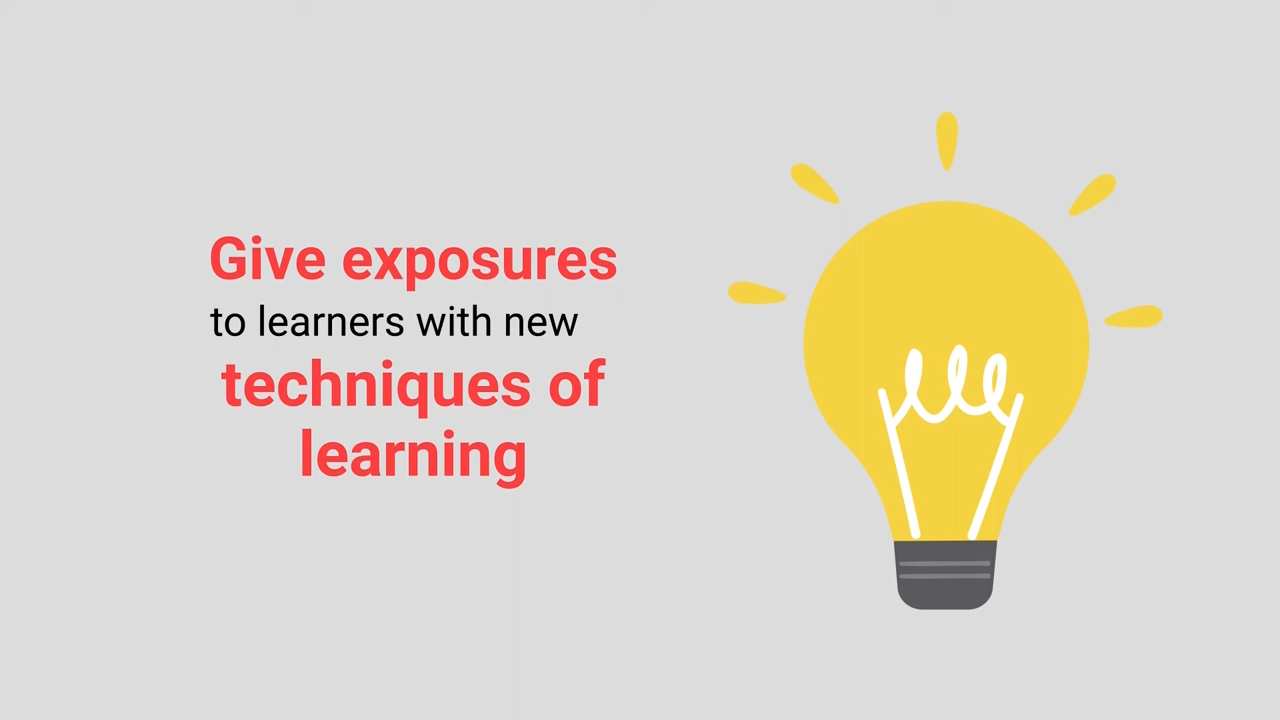 Give exposures
to learners with new
techniques of
learning